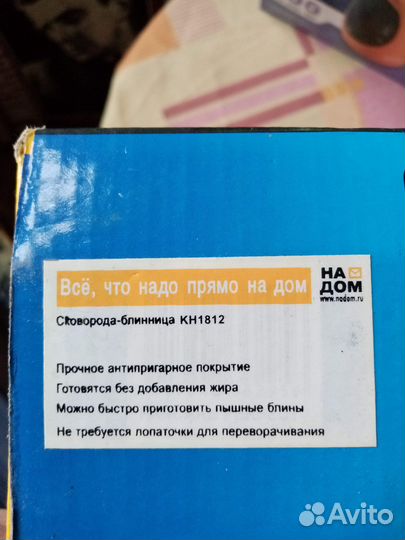 Всё, что надо прямо на дом
НА
ДОМ
www.nadom.ru
Сковорода-блинница KH1812
Прочное антипригарное покрытие
Готовятся без добавления жира
Можно быстро приготовить пышные блины
Не требуется лопаточки для переворачивания
Avito